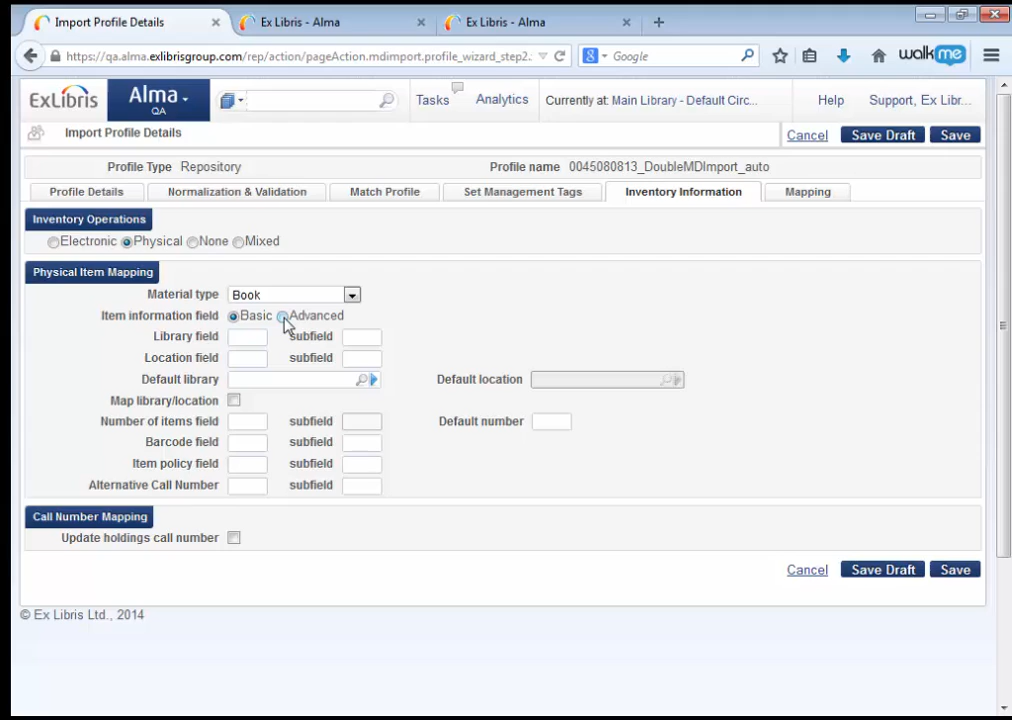 Import Profile Details × Ex Libris - Alma × Ex Libris - Alma × +
https://qa.alma.exlibrisgroup.com/rep/action/pageAction.mdimport.profile_wizard_step2. Google walkme
ExLibris Alma QA Tasks Analytics Currently at: Main Library - Default Circ... Help Support, Ex Libr...
Import Profile Details Cancel Save Draft Save
Profile Type Repository Profile name 0045080813_DoubleMDImport_auto
Profile Details Normalization & Validation Match Profile Set Management Tags Inventory Information Mapping
Inventory Operations
Electronic Physical None Mixed
Physical Item Mapping
Material type Book
Item information field Basic Advanced
Library field subfield
Location field subfield
Default library Default location
Map library/location
Number of items field subfield Default number
Barcode field subfield
Item policy field subfield
Alternative Call Number subfield
Call Number Mapping
Update holdings call number
Cancel Save Draft Save
© Ex Libris Ltd., 2014